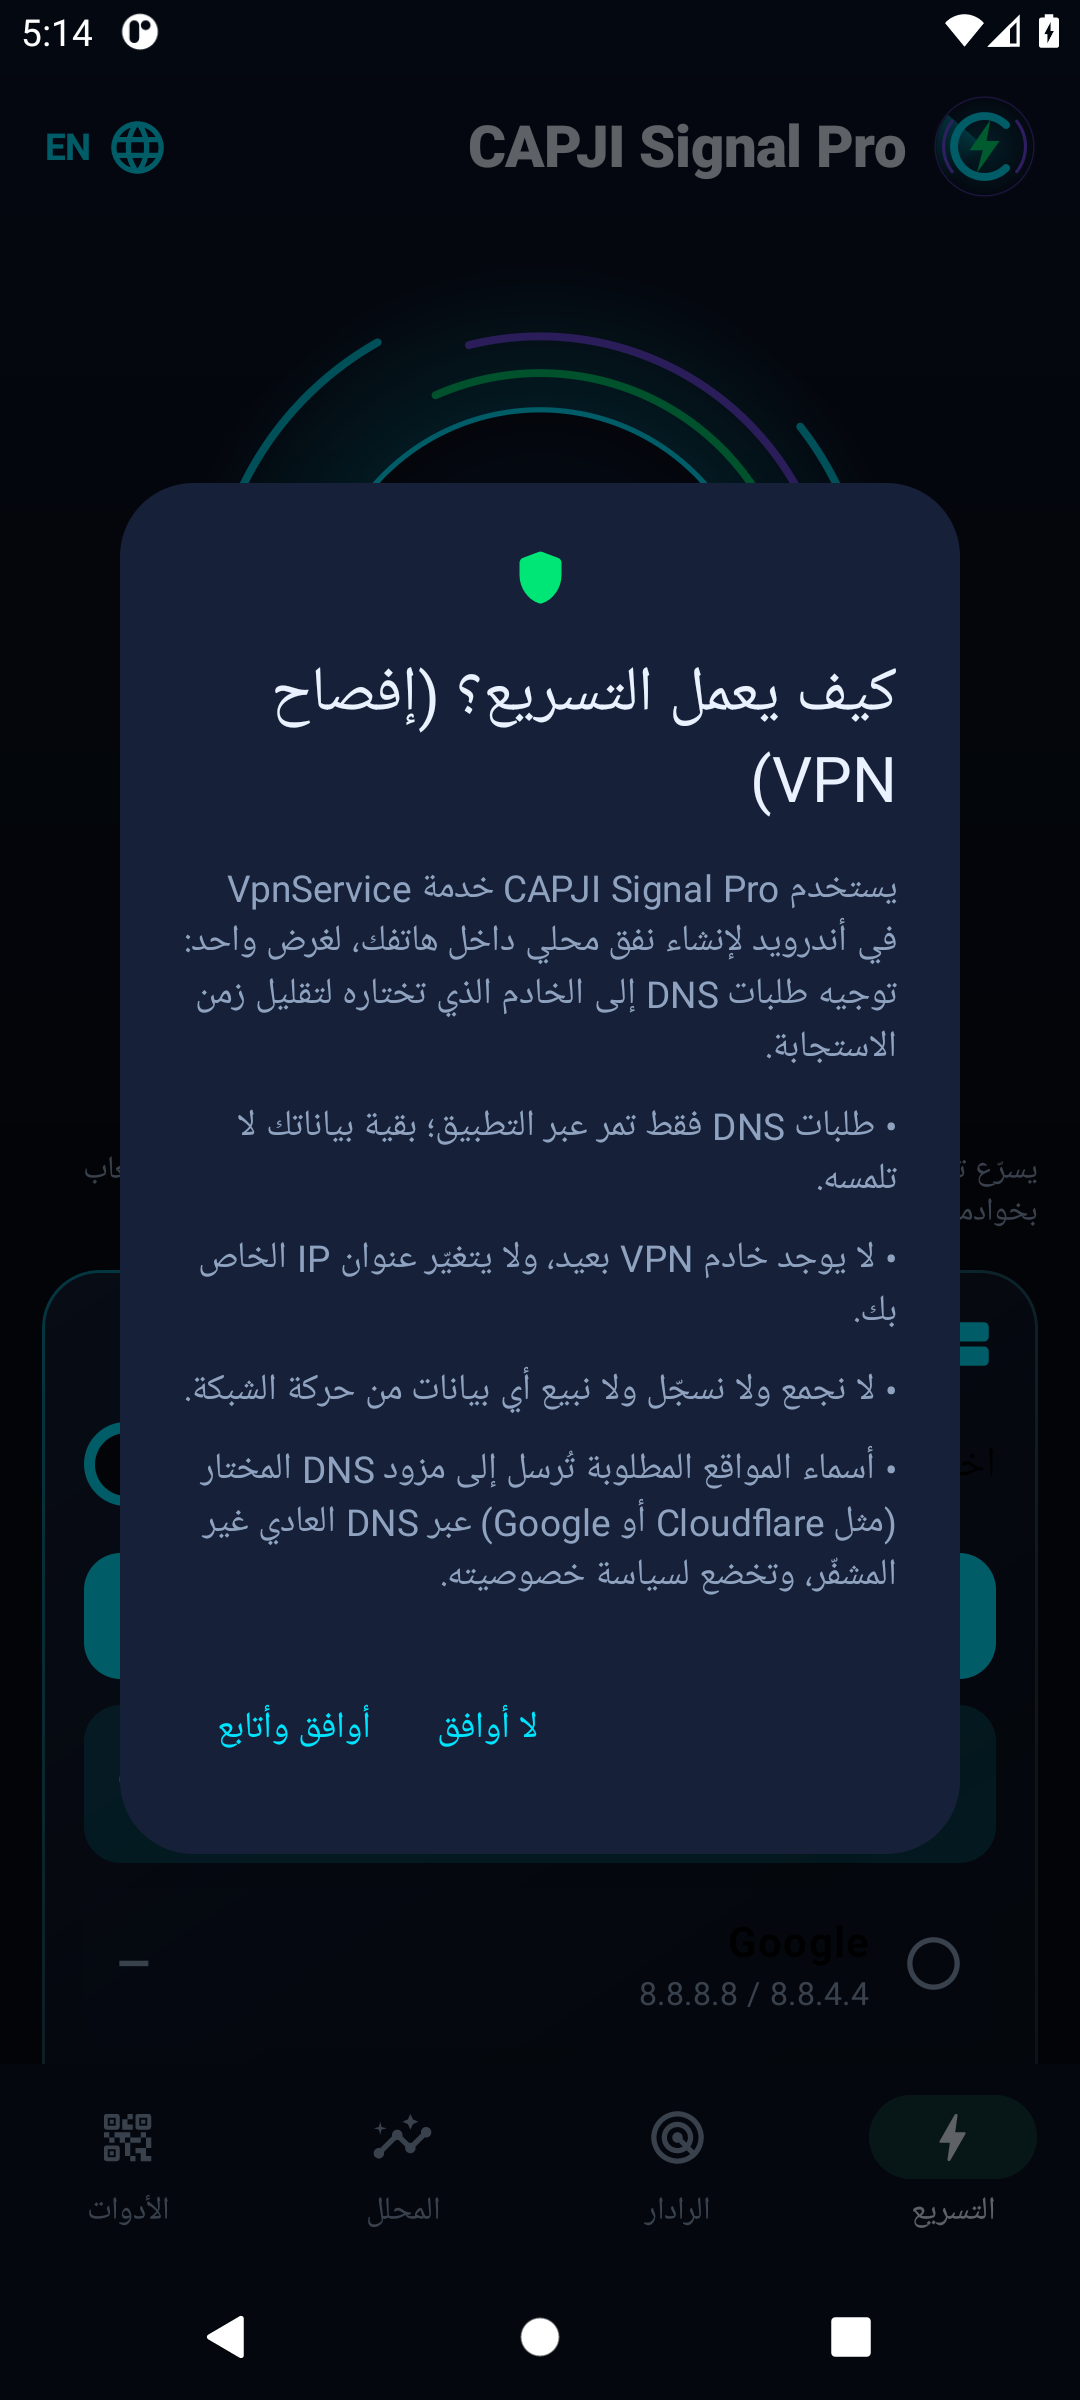 5:14
EN
CAPJI Signal Pro
كيف يعمل التسريع؟ (إفصاح
VPN)
يستخدم CAPJI Signal Pro خدمة VpnService
في أندرويد لإنشاء نفق محلي داخل هاتفك، لغرض واحد:
توجيه طلبات DNS إلى الخادم الذي تختاره لتقليل زمن
الاستجابة.
• طلبات DNS فقط تمر عبر التطبيق؛ بقية بياناتك لا
تلمسه.
• لا يوجد خادم VPN بعيد، ولا يتغيّر عنوان IP الخاص
بك.
• لا نجمع ولا نسجّل ولا نبيع أي بيانات من حركة الشبكة.
• أسماء المواقع المطلوبة تُرسل إلى مزود DNS المختار
(مثل Cloudflare أو Google) عبر DNS العادي غير
المشفّر، وتخضع لسياسة خصوصيته.
لا أوافق
أوافق وأتابع
يسرّع
Google
8.8.8.8 / 8.8.4.4
التسريع
الرادار
المحلل
الأدوات